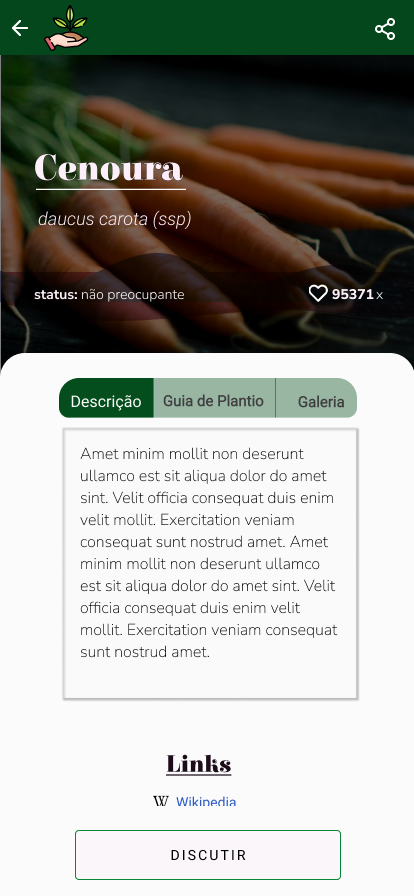 Cenoura
daucus carota (ssp)
status: não preocupante
95371x
Descrição
Guia de Plantio
Galeria
Amet minim mollit non deserunt
ullamco est sit aliqua dolor do amet
sint. Velit officia consequat duis enim
velit mollit. Exercitation veniam
consequat sunt nostrud amet. Amet
minim mollit non deserunt ullamco
est sit aliqua dolor do amet sint. Velit
officia consequat duis enim velit
mollit. Exercitation veniam consequat
sunt nostrud amet.
Links
W Wikipedia
DISCUTIR